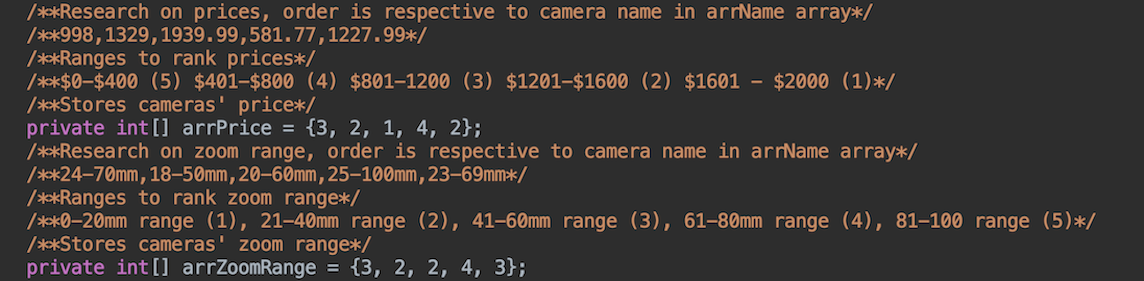 /**Research on prices, order is respective to camera name in arrName array*/
/**998,1329,1939.99,581.77,1227.99*/
/**Ranges to rank prices*/
/**$0-$400 (5) $401-$800 (4) $801-1200 (3) $1201-$1600 (2) $1601 - $2000 (1)*/
/**Stores cameras' price*/
private int[] arrPrice = {3, 2, 1, 4, 2};
/**Research on zoom range, order is respective to camera name in arrName array*/
/**24-70mm,18-50mm,20-60mm,25-100mm,23-69mm*/
/**Ranges to rank zoom range*/
/**0-20mm range (1), 21-40mm range (2), 41-60mm range (3), 61-80mm range (4), 81-100 range (5)*/
/**Stores cameras' zoom range*/
private int[] arrZoomRange = {3, 2, 2, 4, 3};